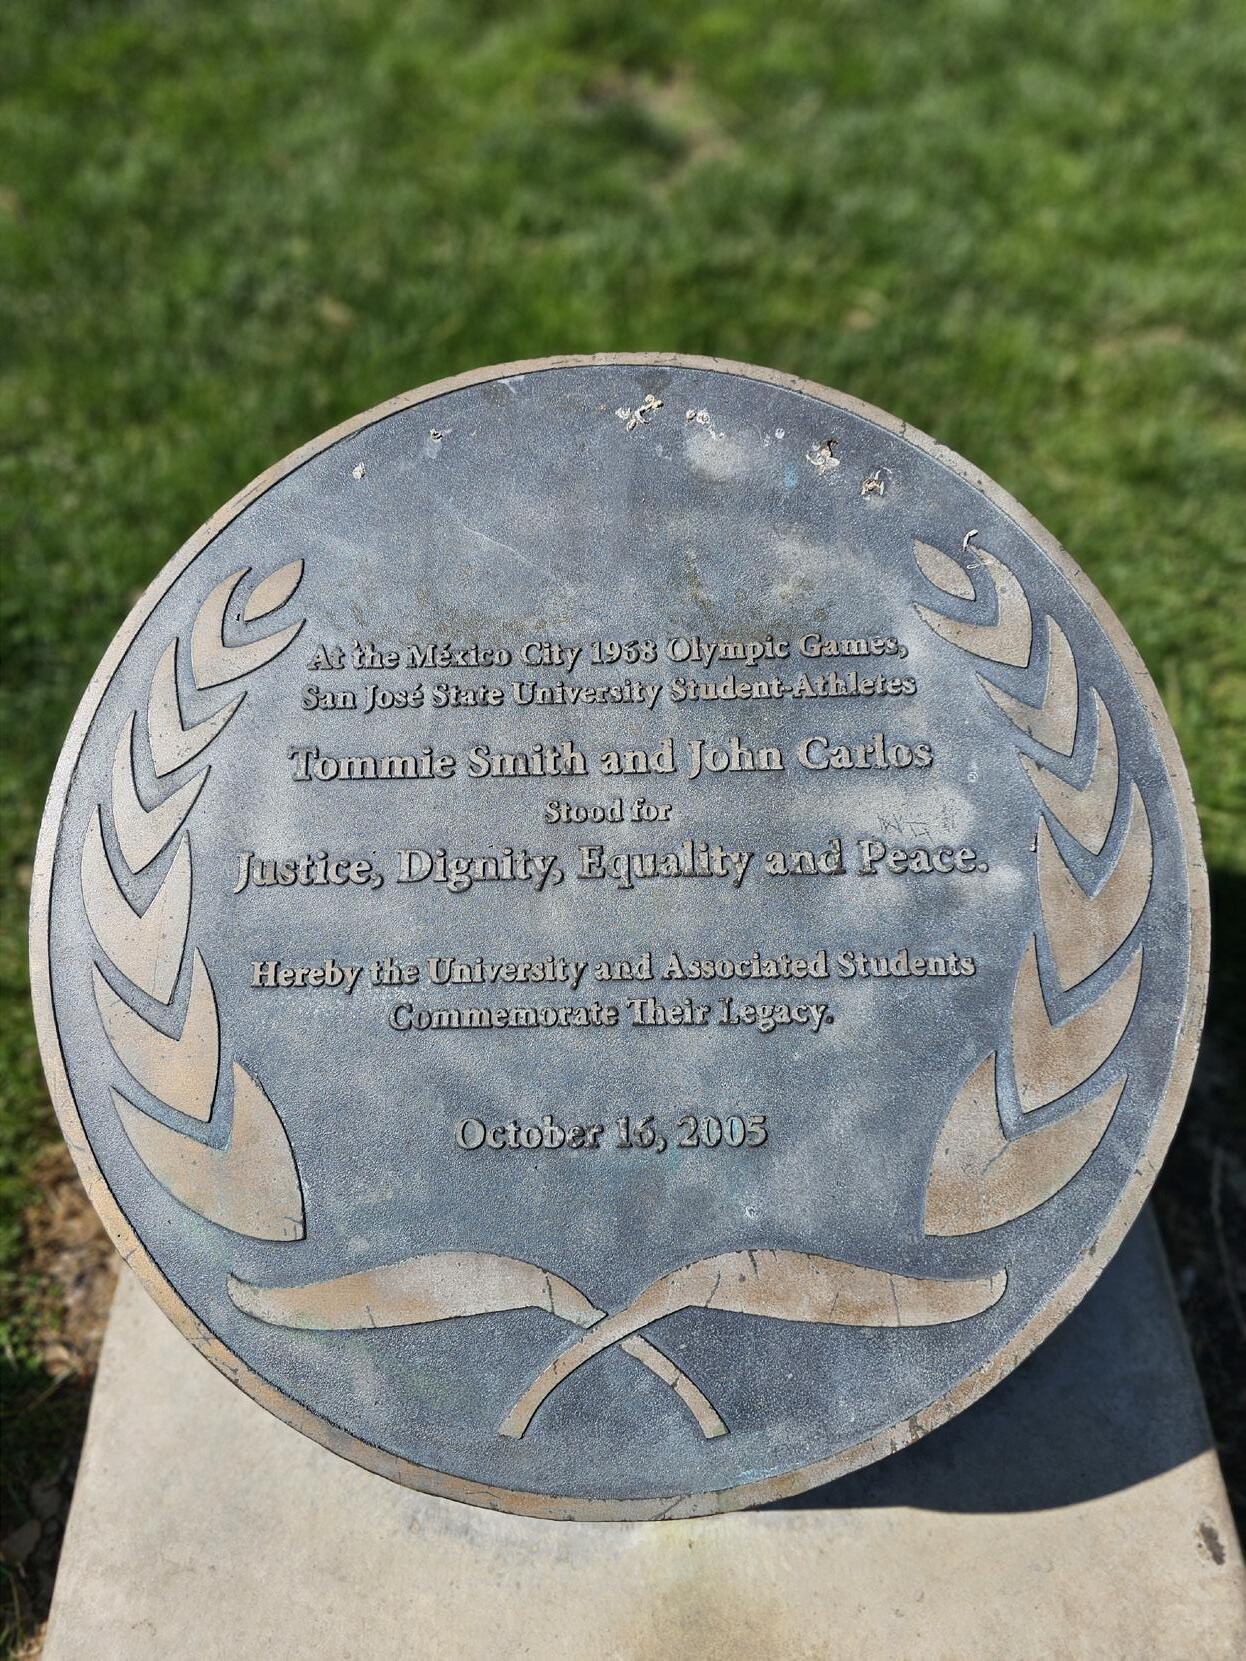 At the México City 1968 Olympic Games,
San José State University Student-Athletes
Tommie Smith and John Carlos
Stood for
Justice, Dignity, Equality and Peace.
Hereby the University and Associated Students
Commemorate Their Legacy.
October 16, 2005